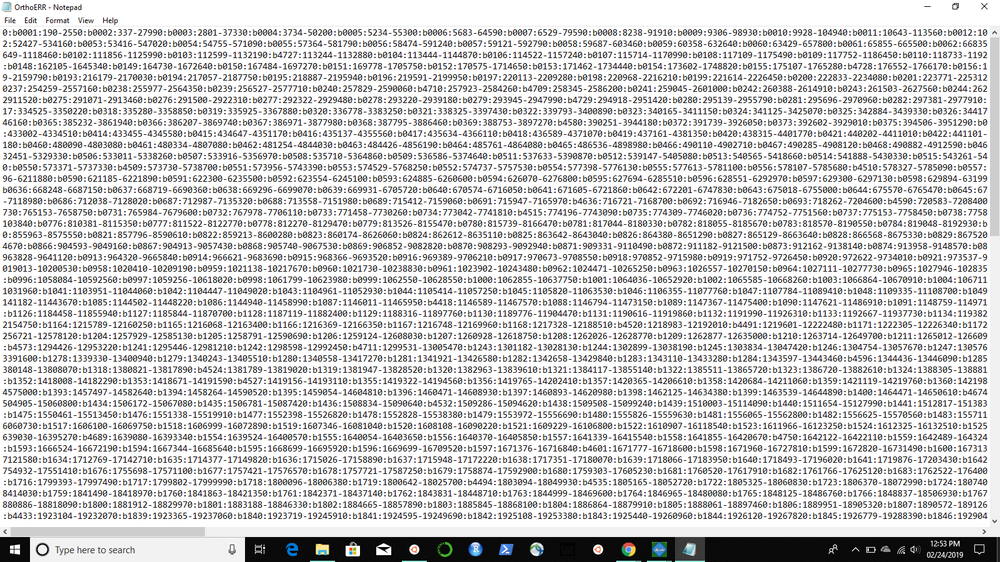 OrthoERR - Notepad
File Edit Format View Help
0:b0001:190-2550:b0002:337-27990:b0003:2801-37330:b0004:3734-50200:b0005:5234-55300:b0006:5683-64590:b0007:6529-79590:b0008:8238-91910:b0009:9306-98930:b0010:9928-104940:b0011:10643-113560:b0012:10
2:52427-534160:b0053:53416-547020:b0054:54755-571090:b0055:57364-581790:b0056:58474-591240:b0057:59121-592790:b0058:59687-603460:b0059:60358-632640:b0060:63429-657800:b0061:65855-665500:b0062:66835
649-1118460:b0102:111856-1125990:b0103:112599-1132190:b4727:113244-1132880:b0104:113444-1144870:b0106:114522-1157240:b0107:115714-1170990:b0108:117109-1175490:b0109:117752-1186450:b0110:118733-1192
:b0148:162105-1645340:b0149:164730-1672640:b0150:167484-1697270:b0151:169778-1705750:b0152:170575-1714650:b0153:171462-1734440:b0154:173602-1748820:b0155:175107-1765280:b4728:176552-1766170:b0156:1
9-2159790:b0193:216179-2170030:b0194:217057-2187750:b0195:218887-2195940:b0196:219591-2199950:b0197:220113-2209280:b0198:220968-2216210:b0199:221614-2226450:b0200:222833-2234080:b0201:223771-225312
0237:254259-2557160:b0238:255977-2564350:b0239:256527-2577710:b0240:257829-2590060:b4710:257923-2584260:b4709:258345-2586200:b0241:259045-2601000:b0242:260388-2614910:b0243:261503-2627560:b0244:262
2911520:b0275:291071-2913460:b0276:291500-2922310:b0277:292322-2929480:b0278:293220-2939180:b0279:293945-2947990:b4729:294918-2951420:b0280:295139-2955790:b0281:295696-2970960:b0282:297381-2977910:
17:334525-3350220:b0318:335280-3358850:b0319:335925-3367880:b0320:336778-3383250:b0321:338325-3397430:b0322:339793-3400890:b0323:340165-3411150:b0324:341125-3425070:b0325:342884-3439330:b0326:34417
46160:b0365:385232-3861940:b0366:386207-3869740:b0367:386971-3877980:b0368:387795-3886460:b0369:388753-3897270:b4580:390251-3944180:b0372:391739-3926050:b0373:392602-3929010:b0375:394506-3951290:b0
:433002-4334510:b0414:433455-4345580:b0415:434647-4351170:b0416:435137-4355560:b0417:435634-4366110:b0418:436589-4371070:b0419:437161-4381350:b0420:438315-4401770:b0421:440202-4411010:b0422:441101-
180:b0460:480090-4803080:b0461:480334-4807080:b0462:481254-4844030:b0463:484426-4856190:b0464:485761-4864080:b0465:486536-4898980:b0466:490110-4902710:b0467:490285-4908120:b0468:490882-4912590:b046
32451-5329330:b0506:533011-5338260:b0507:533916-5356970:b0508:535710-5364860:b0509:536586-5374640:b0511:537633-5390870:b0512:539147-5405080:b0513:540565-5418660:b0514:541888-5430330:b0515:543261-54
0:b0550:573371-5737330:b4509:573730-5738700:b0551:573956-5743390:b0553:574529-5768250:b0552:574737-5757530:b0554:577398-5776130:b0555:577613-5781100:b0556:578107-5785680:b4510:578327-5785090:b0557:
96-6211880:b0590:621185-6221890:b0591:622300-6235500:b0592:623554-6245100:b0593:624885-6260600:b0594:626070-6276800:b0595:627694-6285510:b0596:628551-6292970:b0597:629300-6297130:b0598:629894-63199
b0636:668248-6687150:b0637:668719-6690360:b0638:669296-6699070:b0639:669931-6705720:b0640:670574-6716050:b0641:671605-6721860:b0642:672201-6747830:b0643:675018-6755000:b0644:675570-6765470:b0645:67
-7118980:b0686:712038-7128020:b0687:712987-7135320:b0688:713558-7151980:b0689:715412-7159060:b0691:715947-7165970:b4636:716721-7168700:b0692:716946-7182650:b0693:718262-7204600:b4590:720583-7208400
730:765153-7658750:b0731:765984-7679600:b0732:767978-7706110:b0733:771458-7730260:b0734:773042-7741810:b4515:774196-7743090:b0735:774309-7746020:b0736:774752-7751560:b0737:775153-7758450:b0738:7758
103840:b0776:810381-8115350:b0777:811522-8122770:b0778:812270-8129470:b0779:813526-8155470:b0780:815739-8166470:b0781:817044-8180330:b0782:818055-8185670:b0783:818570-8190550:b0784:819048-8192930:b
0:855963-8575550:b0821:857796-8590610:b0822:859213-8600280:b0823:860174-8626060:b0824:862612-8635110:b0825:863642-8643040:b0826:864380-8651290:b0827:865129-8663640:b0828:866568-8675330:b0829:867520
4670:b0866:904593-9049160:b0867:904913-9057430:b0868:905740-9067530:b0869:906852-9082820:b0870:908293-9092940:b0871:909331-9110490:b0872:911182-9121500:b0873:912162-9138140:b0874:913958-9148570:b08
963828-9641120:b0913:964320-9665840:b0914:966621-9683690:b0915:968366-9693520:b0916:969389-9706210:b0917:970673-9708550:b0918:970852-9715980:b0919:971752-9726450:b0920:972622-9734010:b0921:973537-9
019013-10200530:b0958:1020410-10209190:b0959:1021138-10217670:b0960:1021730-10238830:b0961:1023902-10243480:b0962:1024471-10265250:b0963:1026557-10270150:b0964:1027111-10277730:b0965:1027946-102835
:b0996:1058084-10592560:b0997:1059256-10618020:b0998:1061799-10623980:b0999:1062550-10628550:b1000:1062855-10637750:b1001:1064036-10652920:b1002:1065585-10668260:b1003:1066864-10670910:b1004:106711
1031960:b1041:1103951-11044060:b1042:1104447-11049020:b1043:1104961-11052930:b1044:1105414-11057250:b1045:1105820-11063530:b1046:1106355-11077760:b1047:1107784-11089410:b1048:1109335-11108700:b1049
141182-11443670:b1085:1144502-11448220:b1086:1144940-11458990:b1087:1146011-11465950:b4418:1146589-11467570:b1088:1146794-11473150:b1089:1147367-11475400:b1090:1147621-11486910:b1091:1148759-114971
:b1126:1184458-11855940:b1127:1185844-11870700:b1128:1187119-11882400:b1129:1188316-11897760:b1130:1189776-11904470:b1131:1190616-11919860:b1132:1191990-11926310:b1133:1192667-11937730:b1134:119382
2154750:b1164:1215789-12160250:b1165:1216068-12163400:b1166:1216369-12166350:b1167:1216748-12169960:b1168:1217328-12188510:b4520:1218983-12192010:b4491:1219601-12222480:b1171:1222305-12226340:b1172
256721-12578120:b1204:1257929-12585130:b1205:1258791-12590690:b1206:1259124-12608030:b1207:1260928-12618750:b1208:1262026-12628770:b1209:1262877-12635000:b1210:1263714-12649700:b1211:1265012-126609
:b4573:1294426-12953220:b1241:1295446-12981210:b1242:1298598-12992450:b4711:1299531-13005470:b1243:1301182-13028130:b1244:1302899-13038190:b1245:1303834-13047420:b1246:1304754-13057670:b1247:130576
3391600:b1278:1339330-13400940:b1279:1340243-13405510:b1280:1340558-13417270:b1281:1341921-13426580:b1282:1342658-13429840:b1283:1343110-13433280:b1284:1343597-13443460:b4596:1344436-13446090:b1285
380148-13808070:b1318:1380821-13817890:b4524:1381789-13819020:b1319:1381947-13828520:b1320:1382963-13839610:b1321:1384117-13855140:b1322:1385511-13865720:b1323:1386720-13882610:b1324:1388305-138881
:b1352:1418008-14182290:b1353:1418671-14191590:b4527:1419156-14193110:b1355:1419322-14194560:b1356:1419765-14202410:b1357:1420365-14206610:b1358:1420684-14211060:b1359:1421119-14219760:b1360:142198
4575000:b1393:1457497-14582640:b1394:1458264-14590520:b1395:1459054-14604810:b1396:1460471-14608930:b1397:1460893-14620980:b1398:1462125-14634380:b1399:1463539-14644890:b1400:1464471-14650610:b4674
504905-15060800:b1434:1506172-15067080:b1435:1506781-15087420:b1436:1508834-15090640:b4532:1509286-15094620:b1438:1509508-15099240:b1439:1510003-15114090:b1440:1511654-15127990:b1441:1512817-151383
:b1475:1550461-15513450:b1476:1551338-15519910:b1477:1552398-15526820:b1478:1552828-15538380:b1479:1553972-15556690:b1480:1555826-15559630:b1481:1556065-15562800:b1482:1556625-15570560:b1483:155711
6060730:b1517:1606100-16069750:b1518:1606999-16072890:b1519:1607346-16081040:b1520:1608108-16090220:b1521:1609229-16106800:b1522:1610907-16118540:b1523:1611966-16123250:b1524:1612325-16132510:b1525
639030-16395270:b4689:1639080-16393340:b1554:1639524-16400570:b1555:1640054-16403650:b1556:1640370-16405850:b1557:1641339-16415540:b1558:1641855-16420670:b4750:1642122-16422110:b1559:1642489-164324
:b1593:1666524-16672190:b1594:1667344-16685640:b1595:1668699-16695920:b1596:1669699-16709520:b1597:1671376-16716840:b4601:1671777-16718600:b1598:1671960-16727810:b1599:1672820-16731490:b1600:167313
7121580:b1634:1712769-17142710:b1635:1714377-17149820:b1636:1715026-17158890:b1637:1715948-17172220:b1638:1717351-17180070:b1639:1718066-17183950:b1640:1718493-17196020:b1641:1719876-17203430:b1642
754932-17551410:b1676:1755698-17571100:b1677:1757421-17576570:b1678:1757721-17587250:b1679:1758874-17592900:b1680:1759303-17605230:b1681:1760520-17617910:b1682:1761766-17625120:b1683:1762522-176400
:b1716:1799393-17997490:b1717:1799802-17999990:b1718:1800096-18006380:b1719:1800642-18025700:b4494:1803094-18049930:b4535:1805165-18052720:b1722:1805325-18060830:b1723:1806370-18072990:b1724:180740
8414030:b1759:1841490-18418970:b1760:1841863-18421350:b1761:1842371-18437140:b1762:1843831-18448710:b1763:1844999-18469600:b1764:1846965-18480080:b1765:1848125-18486760:b1766:1848837-18506930:b1767
880886-18818090:b1800:1881912-18829970:b1801:1883188-18846330:b1802:1884665-18857890:b1803:1885845-18868100:b1804:1886864-18879910:b1805:1888061-18897460:b1806:1889951-18905320:b1807:1890572-189126
:b4433:1923104-19232070:b1839:1923365-19237060:b1840:1923719-19245910:b1841:1924595-19249690:b1842:1925108-19253380:b1843:1925440-19260960:b1844:1926120-19267820:b1845:1926779-19288390:b1846:192904
Type here to search
12:53 PM
02/24/2019